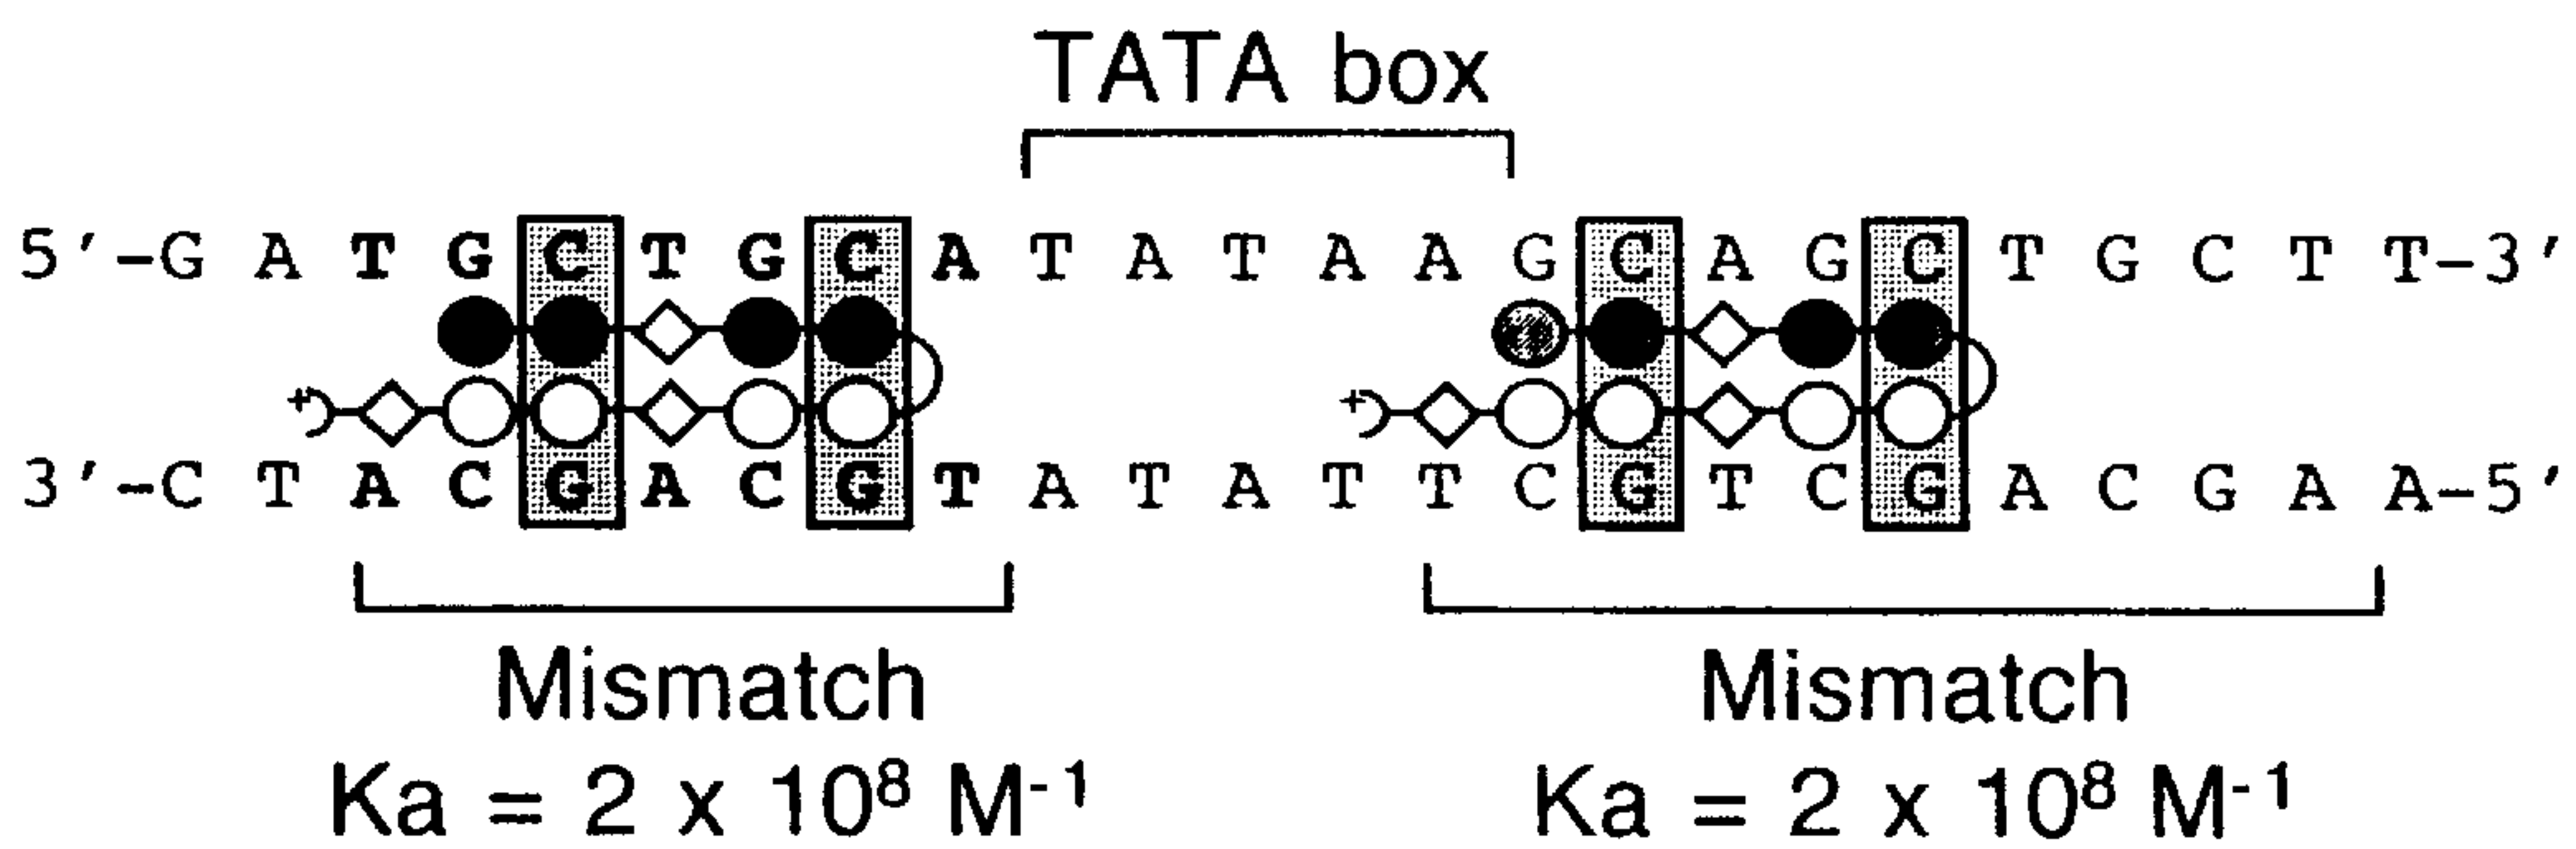 TATA box
5′-G A T G C T G C A T A T A A G C A G C T G C T T-3′
+ +
3′-C T A C G A C G T A T A T T C G T C G A C G A A-5′
Mismatch Mismatch
Ka = 2 x 10⁸ M⁻¹ Ka = 2 x 10⁸ M⁻¹